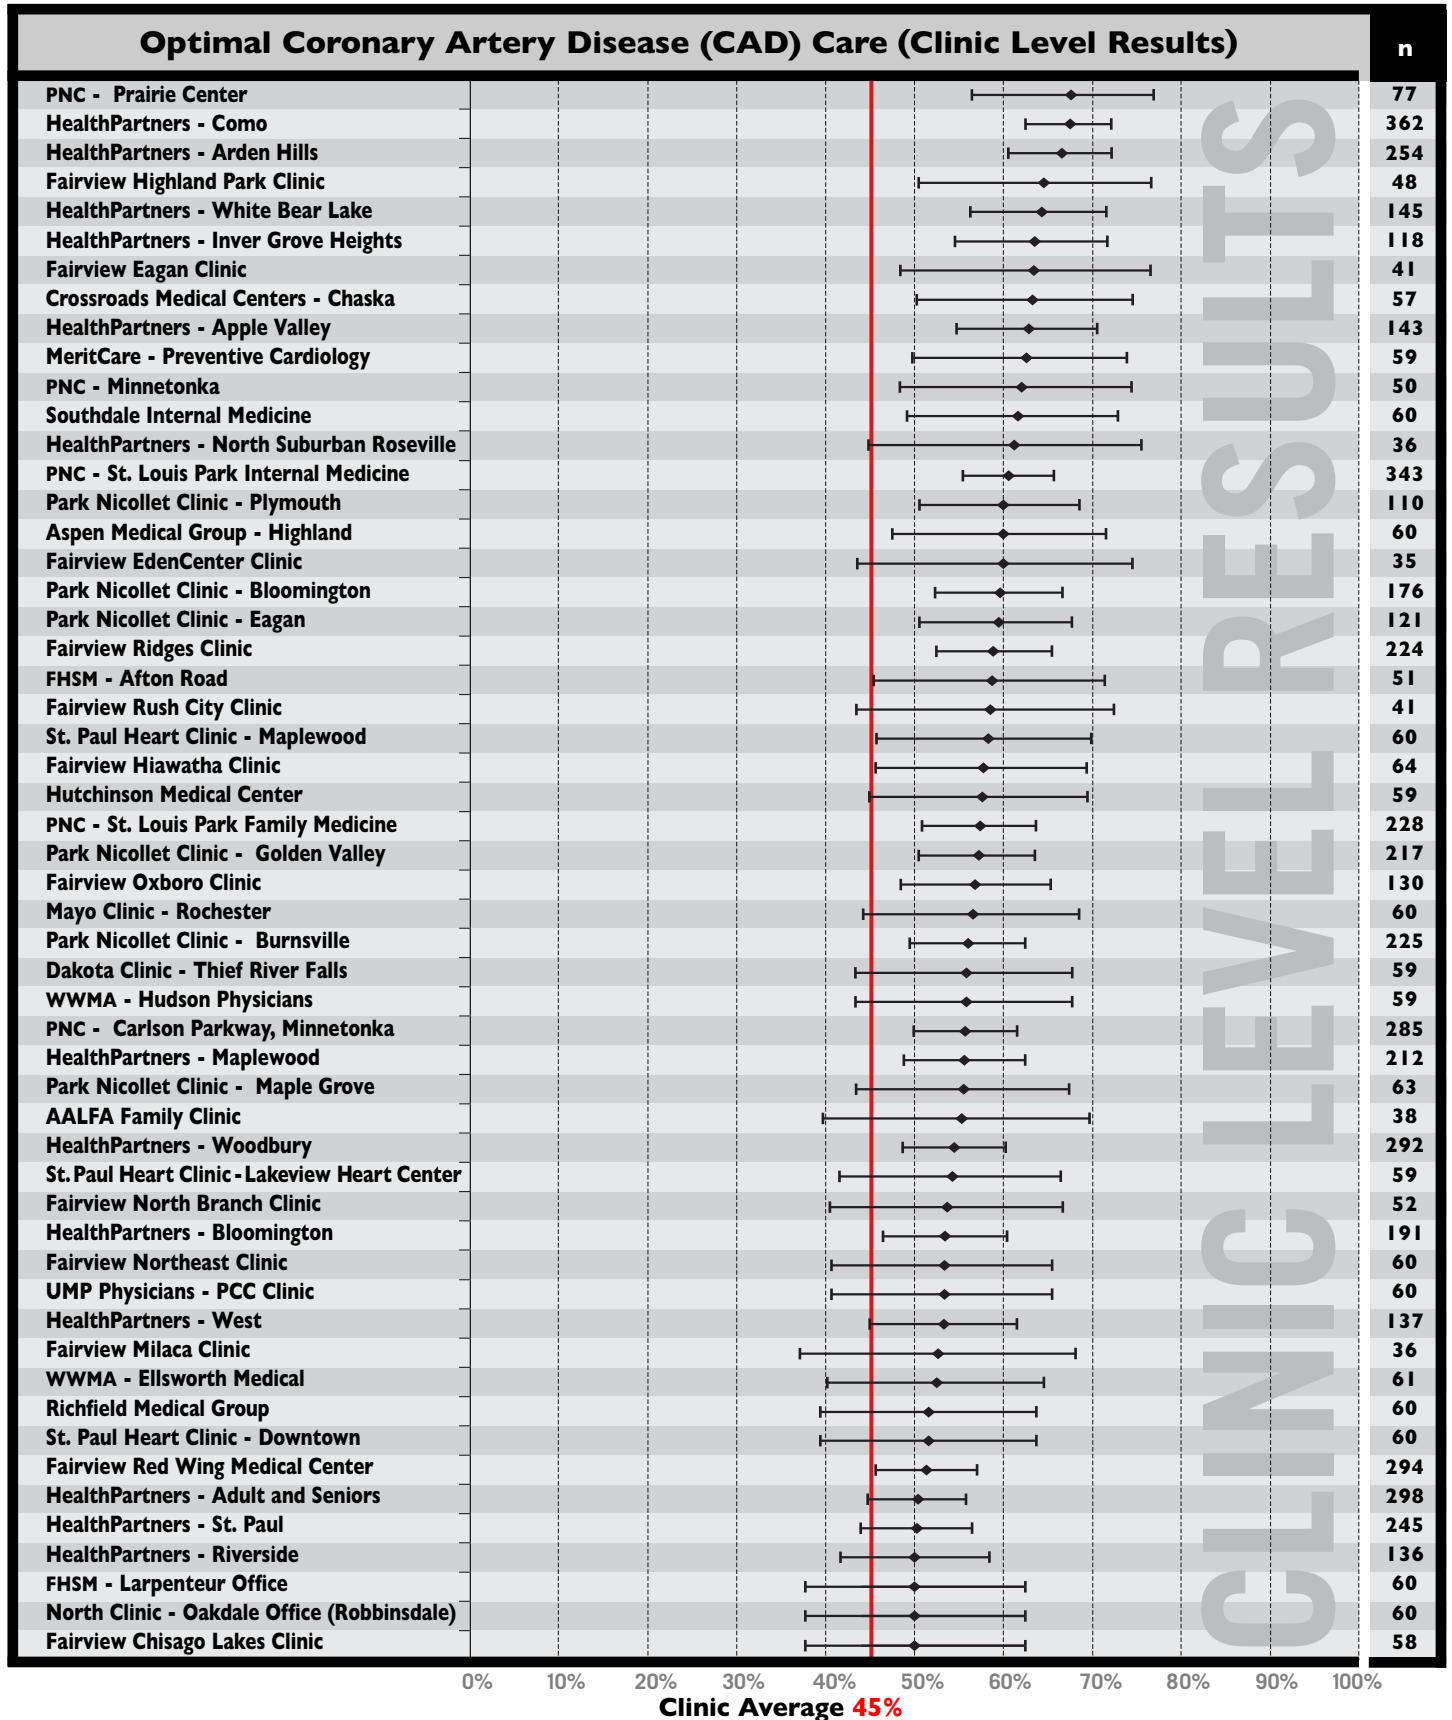 Optimal Coronary Artery Disease (CAD) Care (Clinic Level Results) n
PNC - Prairie Center 77
HealthPartners - Como 362
HealthPartners - Arden Hills 254
Fairview Highland Park Clinic 48
HealthPartners - White Bear Lake 145
HealthPartners - Inver Grove Heights 118
Fairview Eagan Clinic 41
Crossroads Medical Centers - Chaska 57
HealthPartners - Apple Valley 143
MeritCare - Preventive Cardiology 59
PNC - Minnetonka 50
Southdale Internal Medicine 60
HealthPartners - North Suburban Roseville 36
PNC - St. Louis Park Internal Medicine 343
Park Nicollet Clinic - Plymouth 110
Aspen Medical Group - Highland 60
Fairview EdenCenter Clinic 35
Park Nicollet Clinic - Bloomington 176
Park Nicollet Clinic - Eagan 121
Fairview Ridges Clinic 224
FHSM - Afton Road 51
Fairview Rush City Clinic 41
St. Paul Heart Clinic - Maplewood 60
Fairview Hiawatha Clinic 64
Hutchinson Medical Center 59
PNC - St. Louis Park Family Medicine 228
Park Nicollet Clinic - Golden Valley 217
Fairview Oxboro Clinic 130
Mayo Clinic - Rochester 60
Park Nicollet Clinic - Burnsville 225
Dakota Clinic - Thief River Falls 59
WWMA - Hudson Physicians 59
PNC - Carlson Parkway, Minnetonka 285
HealthPartners - Maplewood 212
Park Nicollet Clinic - Maple Grove 63
AALFA Family Clinic 38
HealthPartners - Woodbury 292
St. Paul Heart Clinic - Lakeview Heart Center 59
Fairview North Branch Clinic 52
HealthPartners - Bloomington 191
Fairview Northeast Clinic 60
UMP Physicians - PCC Clinic 60
HealthPartners - West 137
Fairview Milaca Clinic 36
WWMA - Ellsworth Medical 61
Richfield Medical Group 60
St. Paul Heart Clinic - Downtown 60
Fairview Red Wing Medical Center 294
HealthPartners - Adult and Seniors 298
HealthPartners - St. Paul 245
HealthPartners - Riverside 136
FHSM - Larpenteur Office 60
North Clinic - Oakdale Office (Robbinsdale) 60
Fairview Chisago Lakes Clinic 58
CLINIC LEVEL RESULTS
0% 10% 20% 30% 40% 50% 60% 70% 80% 90% 100%
Clinic Average 45%